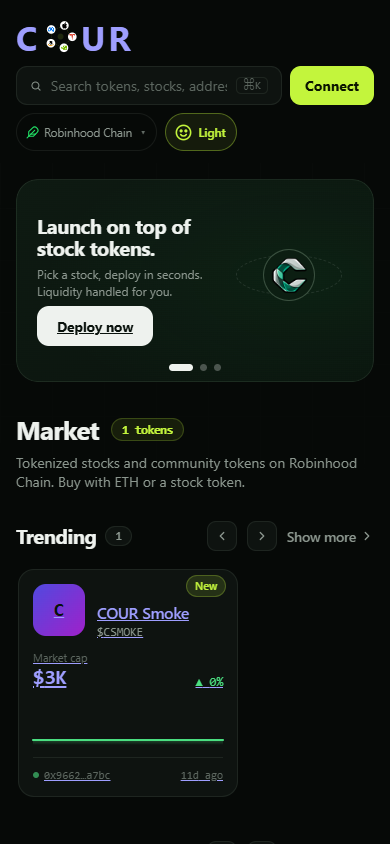 C UR
Search tokens, stocks, addres ⌘K
Connect
Robinhood Chain
Light
Launch on top of
stock tokens.
Pick a stock, deploy in seconds.
Liquidity handled for you.
Deploy now
Market 1 tokens
Tokenized stocks and community tokens on Robinhood
Chain. Buy with ETH or a stock token.
Trending 1
Show more
New
C
COUR Smoke
$CSMOKE
Market cap
$3K
▲ 0%
0x9662…a7bc
11d ago